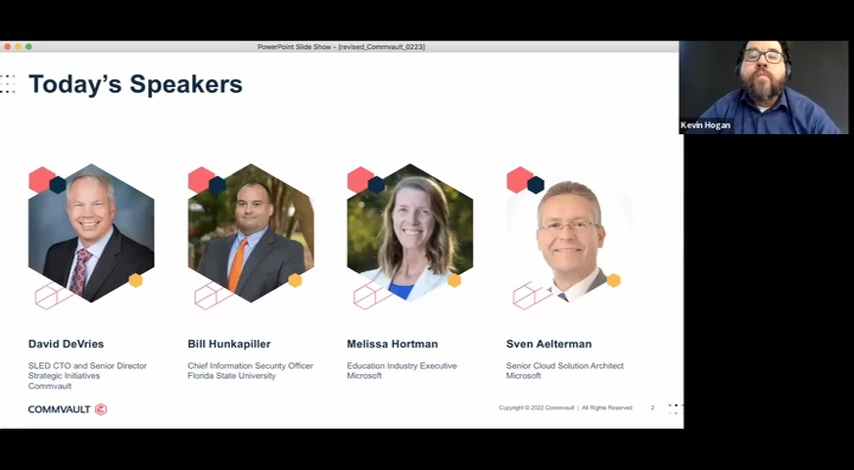 PowerPoint Slide Show - [revised_Commvault_0223]
Today's Speakers
Kevin Hogan
David DeVries
SLED CTO and Senior Director
Strategic Initiatives
Commvault
Bill Hunkapiller
Chief Information Security Officer
Florida State University
Melissa Hortman
Education Industry Executive
Microsoft
Sven Aelterman
Senior Cloud Solution Architect
Microsoft
COMMVAULT
Copyright © 2022 Commvault | All Rights Reserved
2